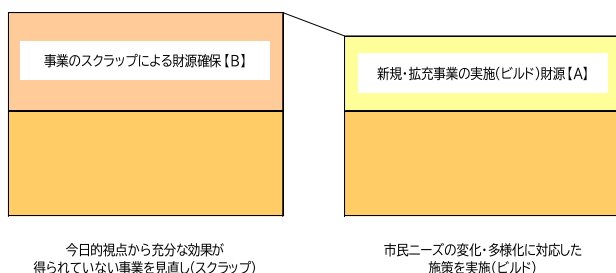 事業のスクラップによる財源確保【B】
新規・拡充事業の実施(ビルド)財源【A】
今日的視点から充分な効果が
得られていない事業を見直し(スクラップ)
市民ニーズの変化・多様化に対応した
施策を実施(ビルド)